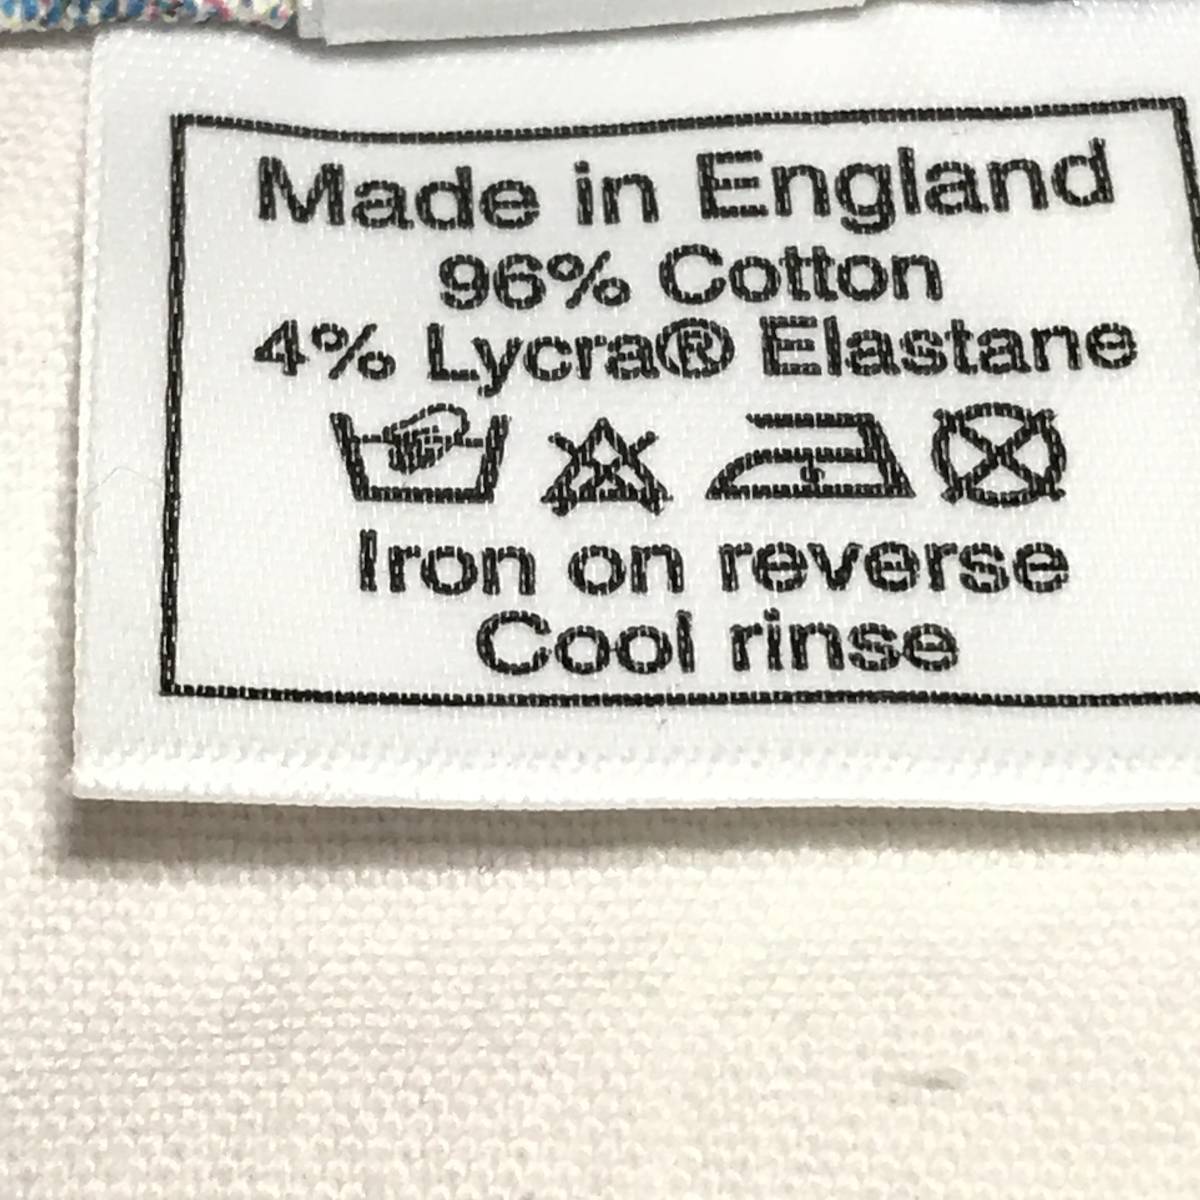 Made in England
96% Cotton
4% Lycra® Elastane
Iron on reverse
Cool rinse